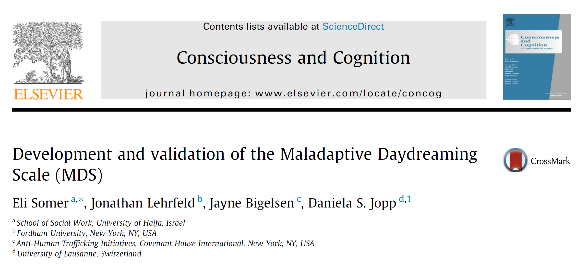 Contents lists available at ScienceDirect
Consciousness and Cognition
journal homepage: www.elsevier.com/locate/concog
ELSEVIER
Consciousness
and
Cognition
Development and validation of the Maladaptive Daydreaming
Scale (MDS)
CrossMark
Eli Somer a,*, Jonathan Lehrfeld b, Jayne Bigelsen c, Daniela S. Jopp d,1
a School of Social Work, University of Haifa, Israel
b Fordham University, New York, NY, USA
c Anti-Human Trafficking Initiatives, Covenant House International, New York, NY, USA
d University of Lausanne, Switzerland